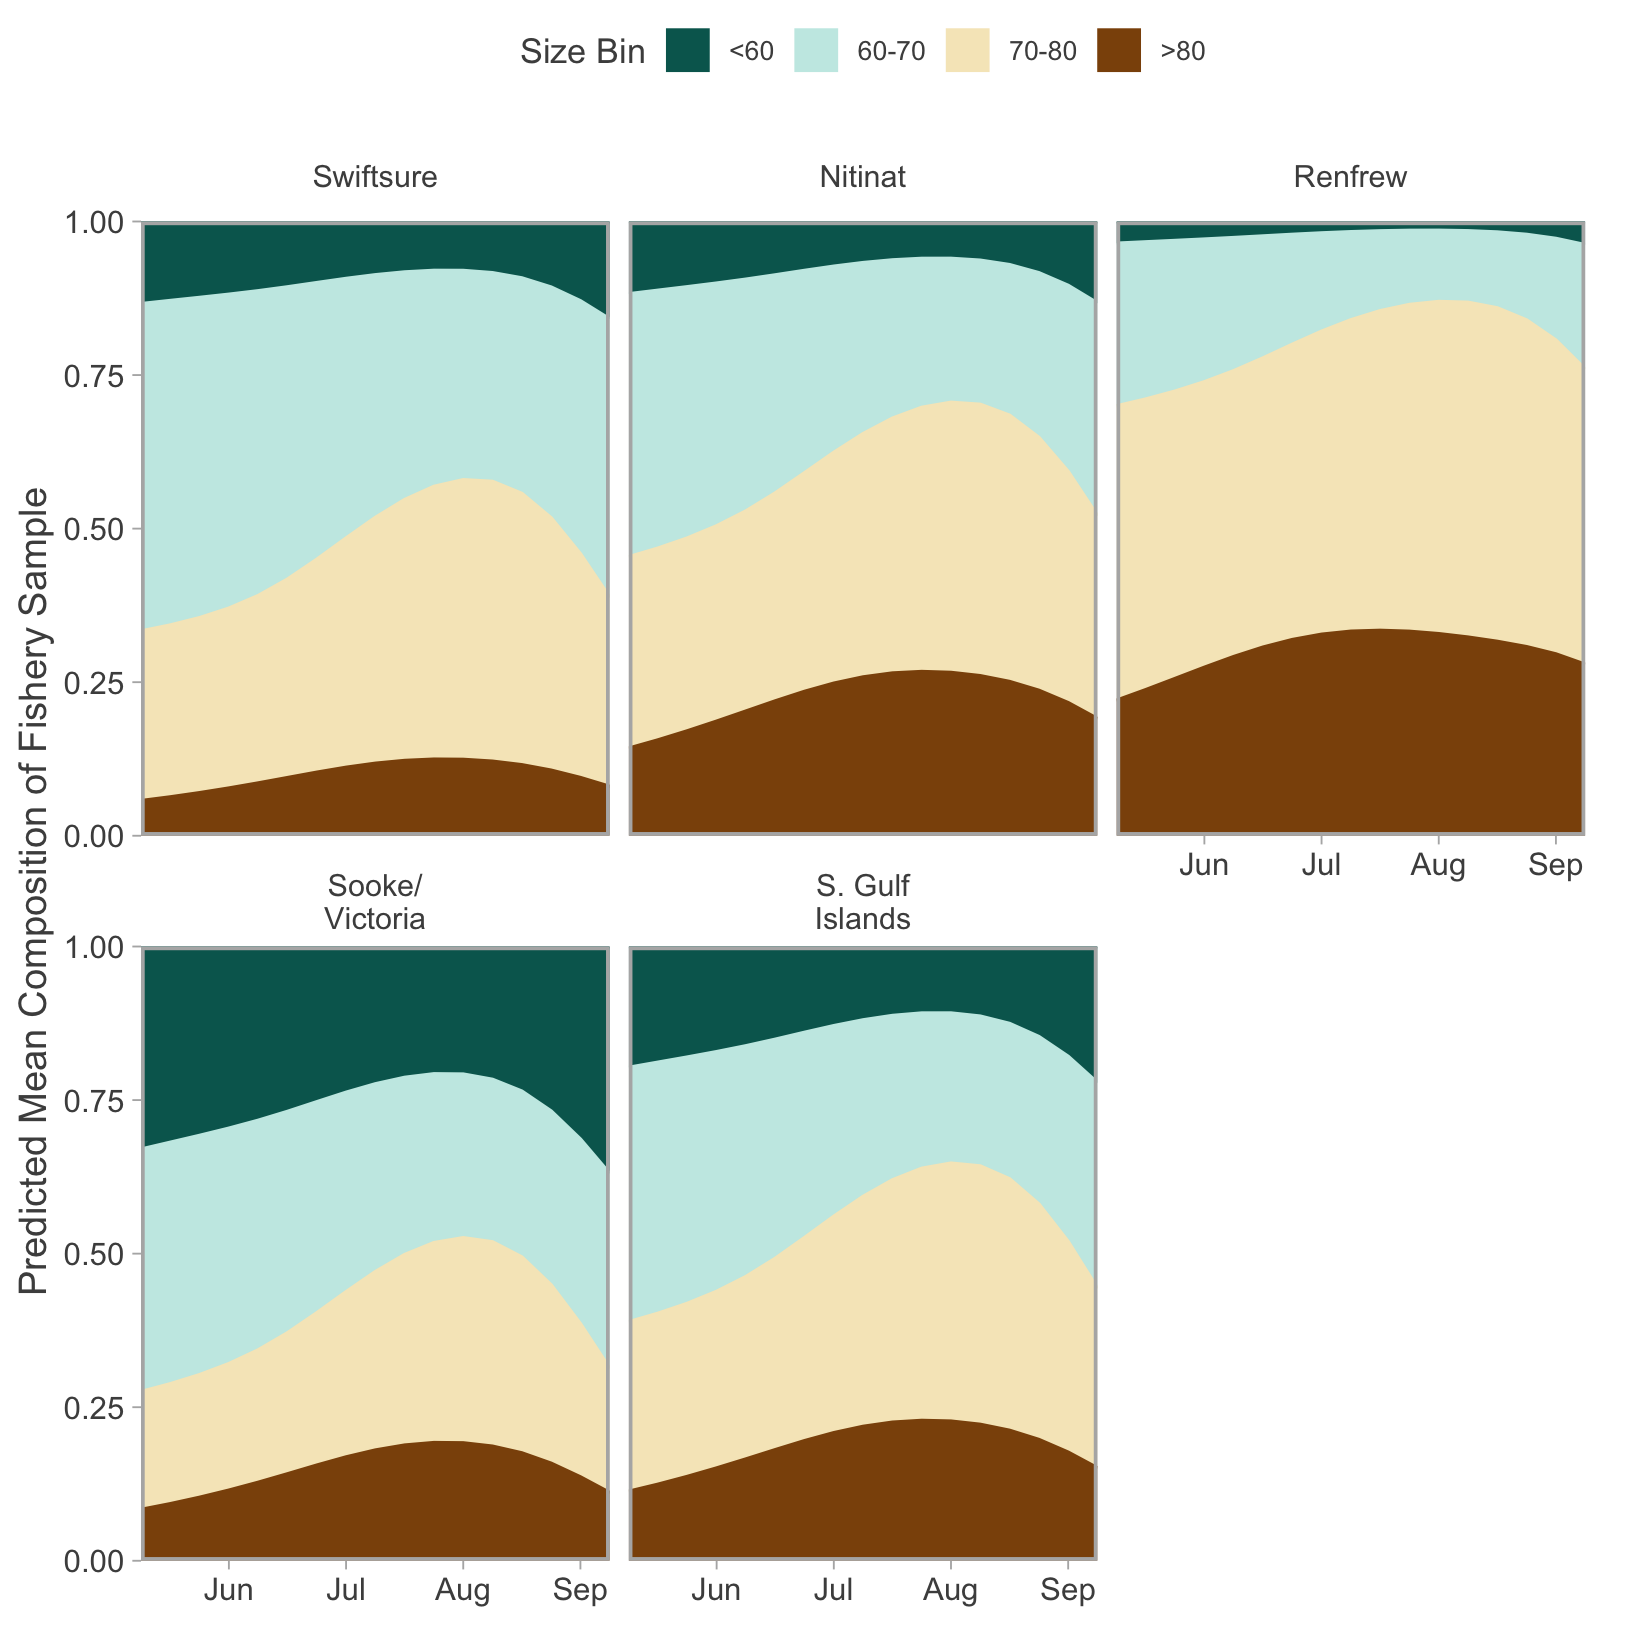 Size Bin <60 60-70 70-80 >80
Swiftsure Nitinat Renfrew
1.00
0.75
0.50
0.25
0.00
Jun Jul Aug Sep
Sooke/
Victoria
S. Gulf
Islands
1.00
0.75
0.50
0.25
0.00
Jun Jul Aug Sep Jun Jul Aug Sep
Predicted Mean Composition of Fishery Sample